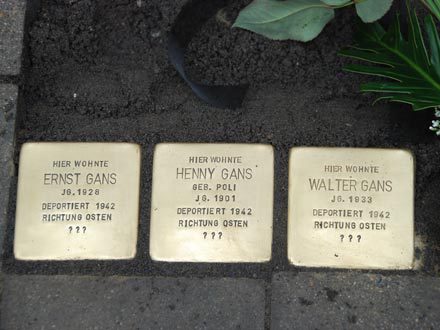 HIER WOHNTE
ERNST GANS
JG. 1928
DEPORTIERT 1942
RICHTUNG OSTEN
???
HIER WOHNTE
HENNY GANS
GEB. POLI
JG. 1901
DEPORTIERT 1942
RICHTUNG OSTEN
???
HIER WOHNTE
WALTER GANS
JG. 1933
DEPORTIERT 1942
RICHTUNG OSTEN
???